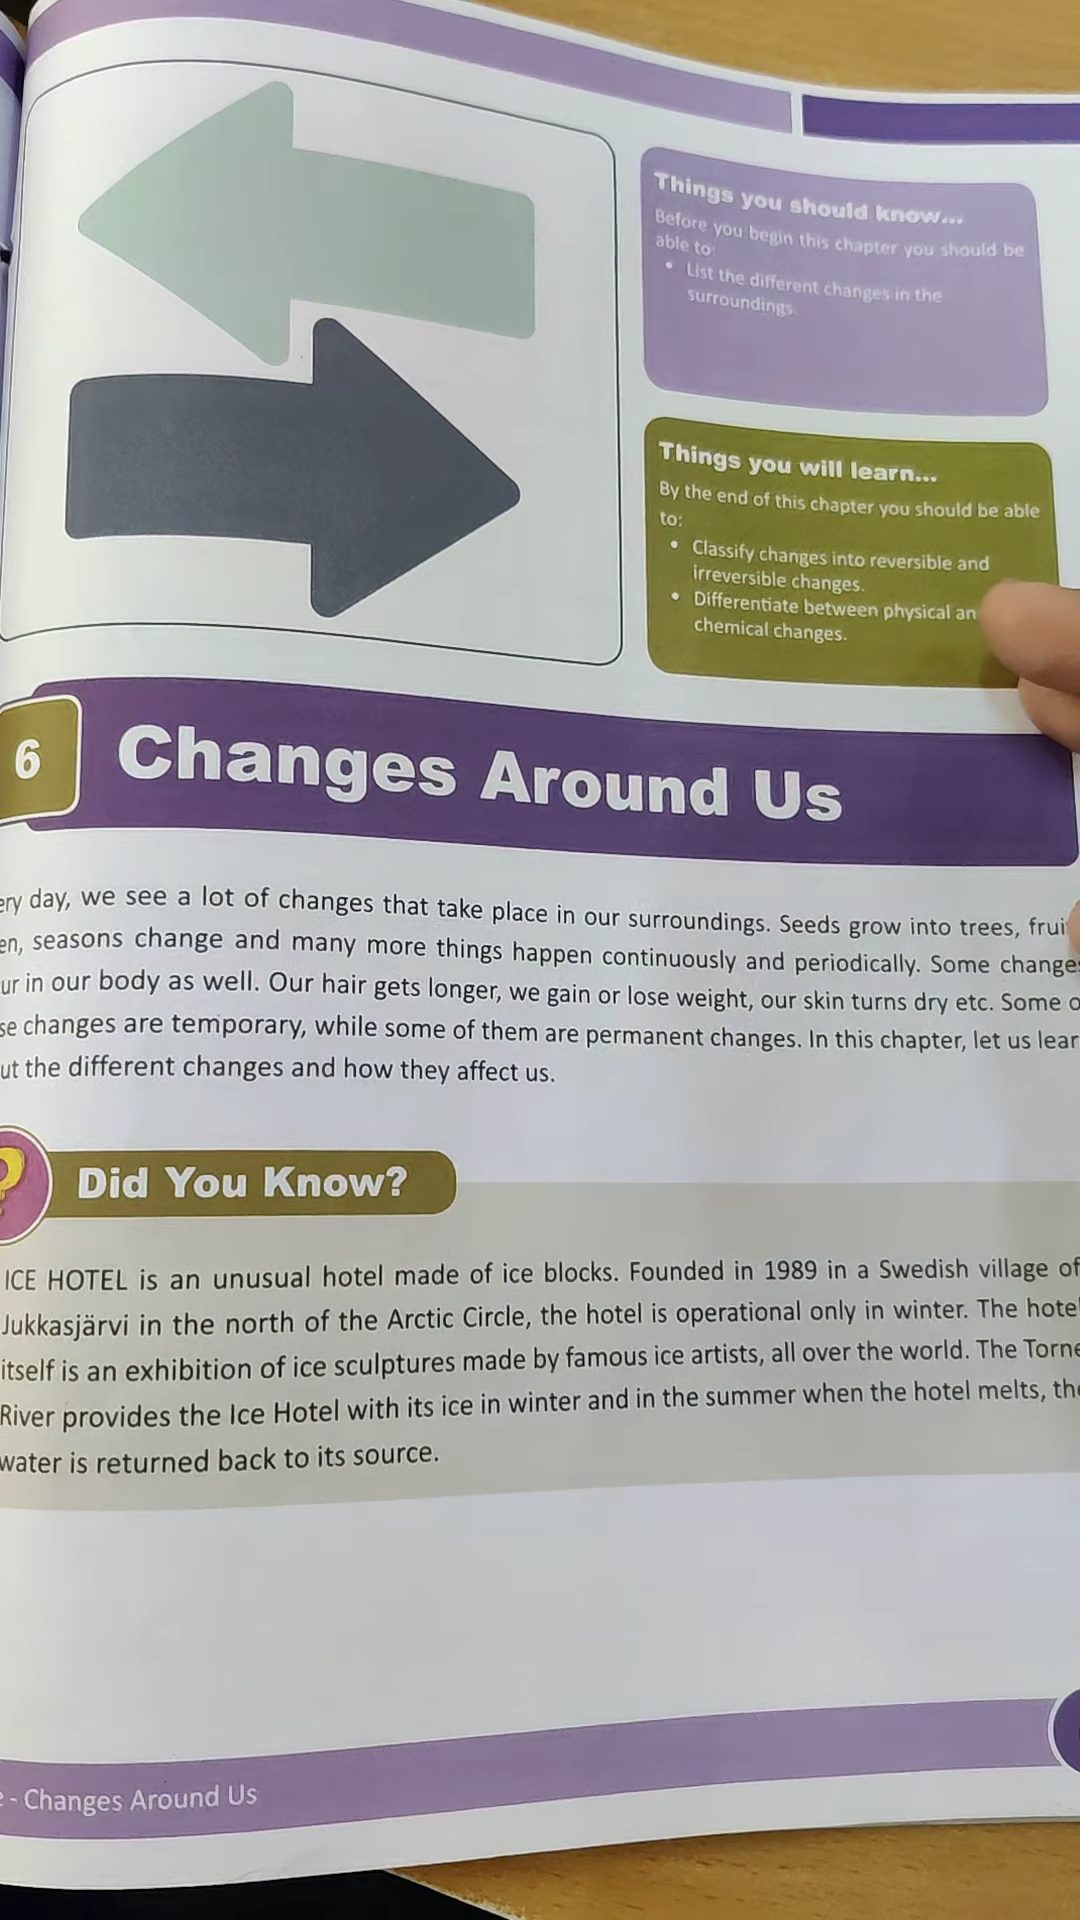 Things you should know...
Before you begin this chapter you should be
able to:
• List the different changes in the
surroundings.
Things you will learn...
By the end of this chapter you should be able
to:
• Classify changes into reversible and
irreversible changes.
• Differentiate between physical an
chemical changes.
6
Changes Around Us
ery day, we see a lot of changes that take place in our surroundings. Seeds grow into trees, frui
en, seasons change and many more things happen continuously and periodically. Some changes
ur in our body as well. Our hair gets longer, we gain or lose weight, our skin turns dry etc. Some o
se changes are temporary, while some of them are permanent changes. In this chapter, let us lear
ut the different changes and how they affect us.
?
Did You Know?
ICE HOTEL is an unusual hotel made of ice blocks. Founded in 1989 in a Swedish village of
Jukkasjärvi in the north of the Arctic Circle, the hotel is operational only in winter. The hotel
itself is an exhibition of ice sculptures made by famous ice artists, all over the world. The Torne
River provides the Ice Hotel with its ice in winter and in the summer when the hotel melts, the
water is returned back to its source.
e - Changes Around Us